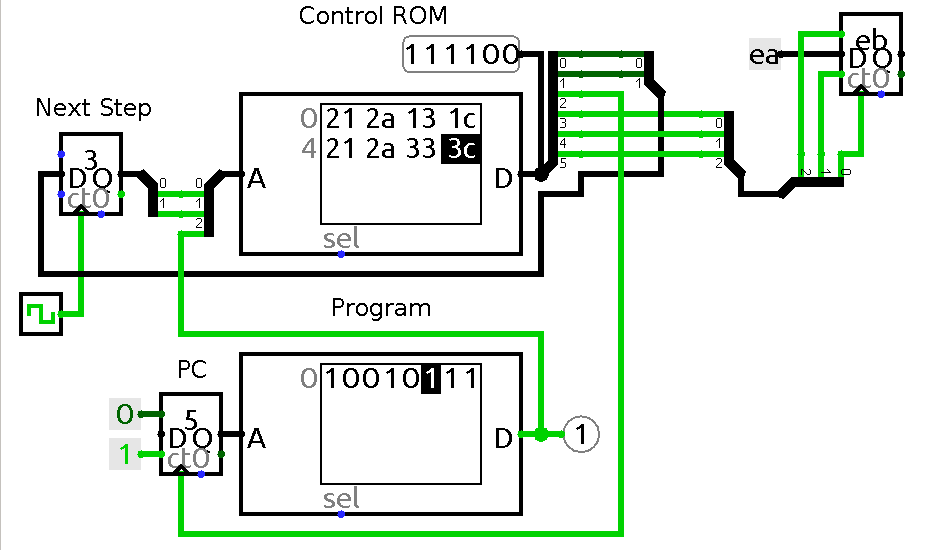 Control ROM
111100
Next Step
3
D Q
ct0
0 1
0 1 2
A
0 21 2a 13 1c
4 21 2a 33 3c
D
sel
0 1 2 3 4 5
0 1
0 1 2
2 1 0
ea
eb
D Q
ct0
Program
PC
0
1
5
D Q
ct0
A
0 10010111
D
sel
1